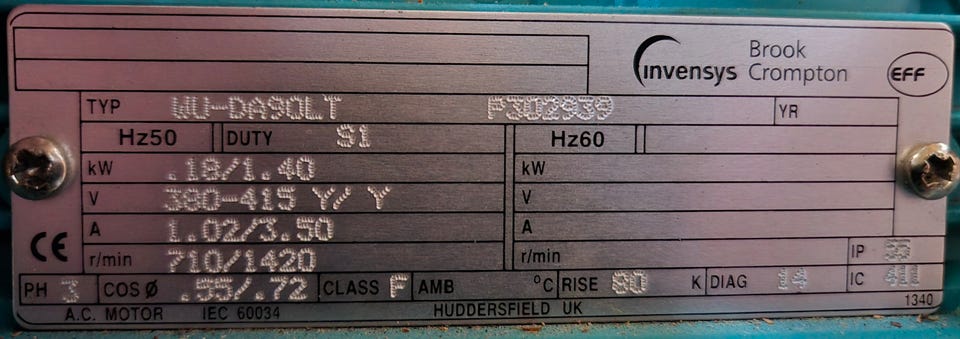 invensys Brook Crompton EFF
TYP WU-DA90LT P302939 YR
Hz50 DUTY S1 Hz60
kW .18/1.40 kW
V 380-415 Y/ Y V
A 1.02/3.50 A
r/min 710/1420 r/min IP 55
PH 3 COS Ø .55/.72 CLASS F AMB °C RISE 80 K DIAG 14 IC 411
CE
A.C. MOTOR IEC 60034 HUDDERSFIELD UK 1340